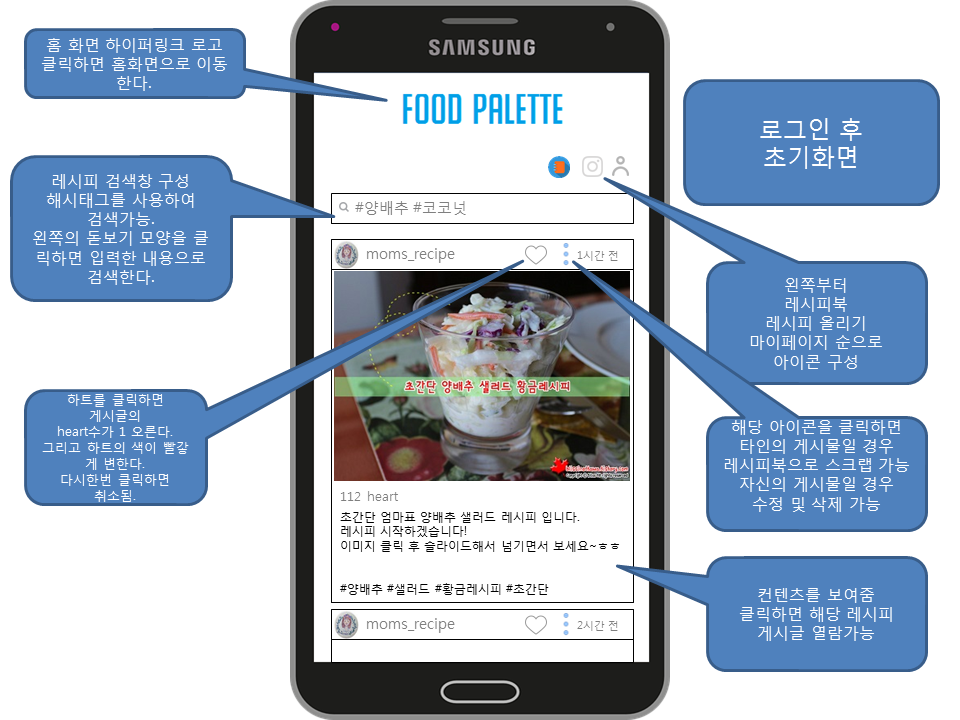 홈 화면 하이퍼링크 로고
클릭하면 홈화면으로 이동
한다.
SAMSUNG
FOOD PALETTE
로그인 후
초기화면
레시피 검색창 구성
해시태그를 사용하여
검색가능.
왼쪽의 돋보기 모양을 클
릭하면 입력한 내용으로
검색한다.
#양배추 #코코넛
moms_recipe
1시간 전
왼쪽부터
레시피북
레시피 올리기
마이페이지 순으로
아이콘 구성
초간단 양배추 샐러드 황금레시피
하트를 클릭하면
게시글의
heart수가 1 오른다.
그리고 하트의 색이 빨갛
게 변한다.
다시한번 클릭하면
취소됨.
해당 아이콘을 클릭하면
타인의 게시물일 경우
레시피북으로 스크랩 가능
자신의 게시물일 경우
수정 및 삭제 가능
112 heart
초간단 엄마표 양배추 샐러드 레시피 입니다.
레시피 시작하겠습니다!
이미지 클릭 후 슬라이드해서 넘기면서 보세요~ㅎㅎ
#양배추 #샐러드 #황금레시피 #초간단
컨텐츠를 보여줌
클릭하면 해당 레시피
게시글 열람가능
moms_recipe
2시간 전